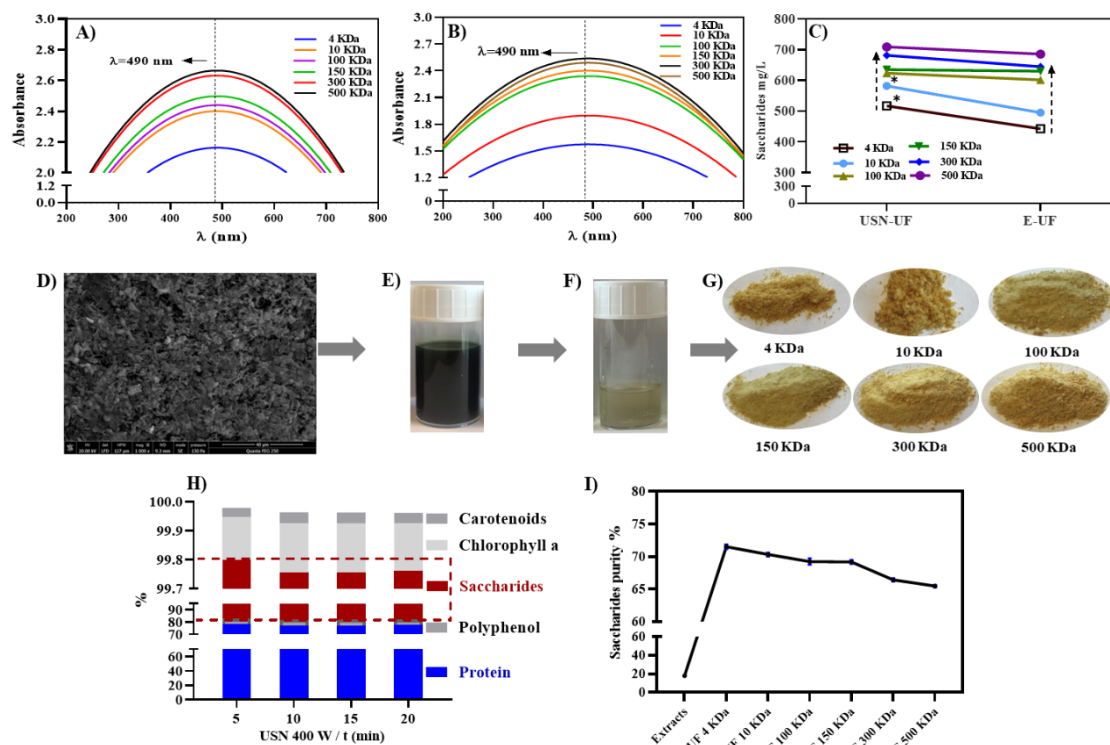 A)
3.0
2.8
2.6
2.4
2.2
2.0
1.2
0.0
Absorbance
λ=490 nm
4 KDa
10 KDa
100 KDa
150 KDa
500 KDa
500 KDa
200 300 400 500 600 700 800
λ (nm)
B)
3.0
2.7
2.4
2.1
1.8
1.5
1.2
1.1
0.0
Absorbance
λ=490 nm
4 KDa
10 KDa
100 KDa
150 KDa
300 KDa
500 KDa
200 300 400 500 600 700 800
λ (nm)
C)
800
700
600
500
400
300
300
0
Saccharides mg/L
*
*
4 KDa
10 KDa
100 KDa
150 KDa
300 KDa
500 KDa
USN-UF E-UF
D)
Quanta FEG 250
E)
F)
G)
4 KDa 10 KDa 100 KDa
150 KDa 300 KDa 500 KDa
H)
100.0
99.9
99.8
99.7
90
80
70
60
40
20
0
%
Carotenoids
Chlorophyll a
Saccharides
Polyphenol
Protein
5 10 15 20
USN 400 W / t (min)
I)
80
75
70
65
60
60
40
20
0
Saccharides purity %
Extracts
UF 4 KDa
UF 10 KDa
100 KDa
150 KDa
300 KDa
500 KDa